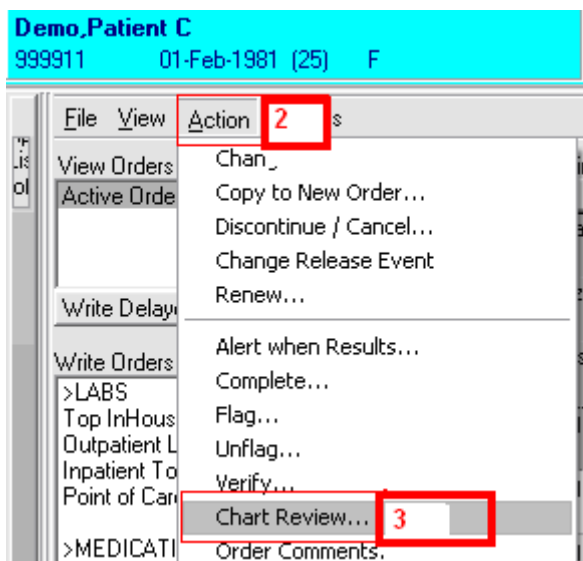 Demo,Patient C
999911 01-Feb-1981 (25) F
File View Action 2 s
View Orders
Active Orde
Write Delay
Write Orders
>LABS
Top InHous
Outpatient L
Inpatient To
Point of Car
>MEDICATI
Chan
Copy to New Order...
Discontinue / Cancel...
Change Release Event
Renew...
Alert when Results...
Complete...
Flag...
Unflag...
Verify...
Chart Review... 3
Order Comments.